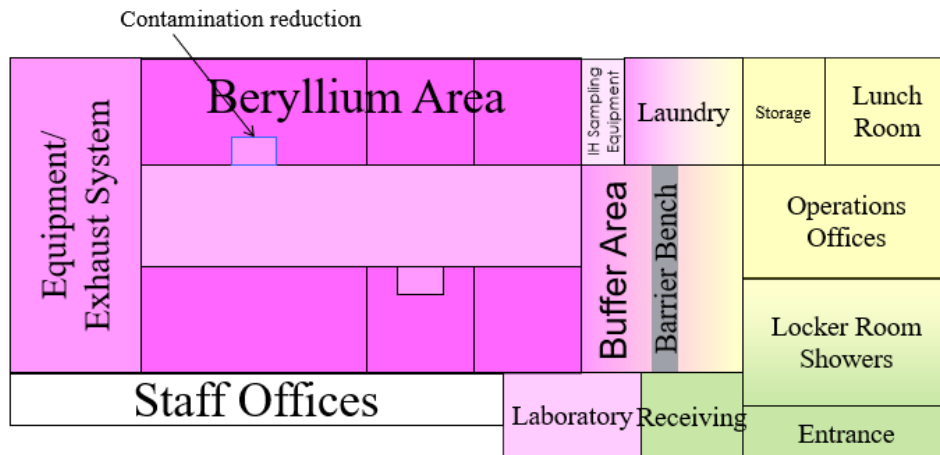 Contamination reduction
Beryllium Area
Equipment/
Exhaust System
IH Sampling
Equipment
Laundry
Storage
Lunch
Room
Buffer Area
Barrier Bench
Operations
Offices
Locker Room
Showers
Staff Offices
Laboratory
Receiving
Entrance